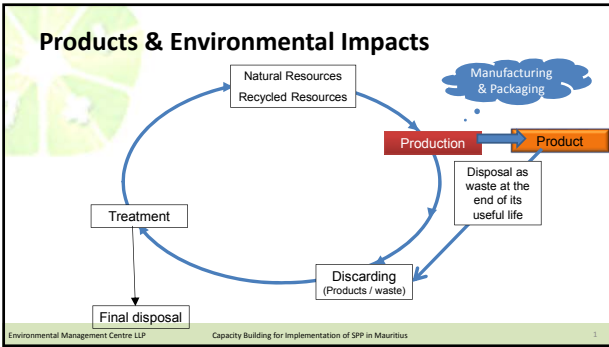 Products & Environmental Impacts
Natural Resources
Recycled Resources
Manufacturing
& Packaging
Production
Product
Disposal as
waste at the
end of its
useful life
Treatment
Discarding
(Products / waste)
Final disposal
Environmental Management Centre LLP
Capacity Building for Implementation of SPP in Mauritius
1